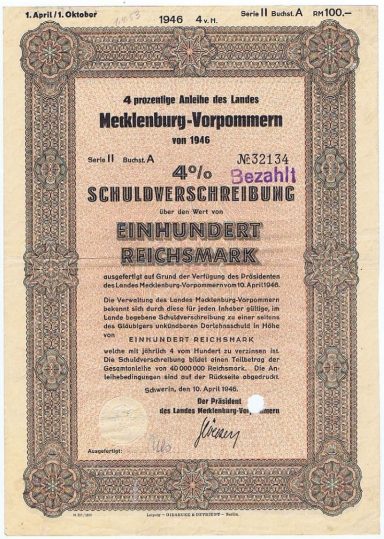 1. April / 1. Oktober 1946 4 v. H. Serie II Buchst. A RM 100.—
4 prozentige Anleihe des Landes
Mecklenburg-Vorpommern
von 1946
Serie II Buchst. A № 32134
Bezahlt
4%
SCHULDVERSCHREIBUNG
über den Wert von
EINHUNDERT
REICHSMARK
ausgefertigt auf Grund der Verfügung des Präsidenten
des Landes Mecklenburg-Vorpommern vom 10. April 1946.
Die Verwaltung des Landes Mecklenburg-Vorpommern
bekennt sich durch diese für jeden Inhaber gültige, im
Lande begebene Schuldverschreibung zu einer seitens
des Gläubigers unkündbaren Darlehnsschuld in Höhe
von
EINHUNDERT REICHSMARK
welche mit jährlich 4 vom Hundert zu verzinsen ist.
Die Schuldverschreibung bildet einen Teilbetrag der
Gesamtanleihe von 40 000 000 Reichsmark. Die An-
leihebedingungen sind auf der Rückseite abgedruckt.
Schwerin, den 10. April 1946.
Der Präsident
des Landes Mecklenburg-Vorpommern
Ausgefertigt:
Leipzig — GIESECKE & DEVRIENT — Berlin.